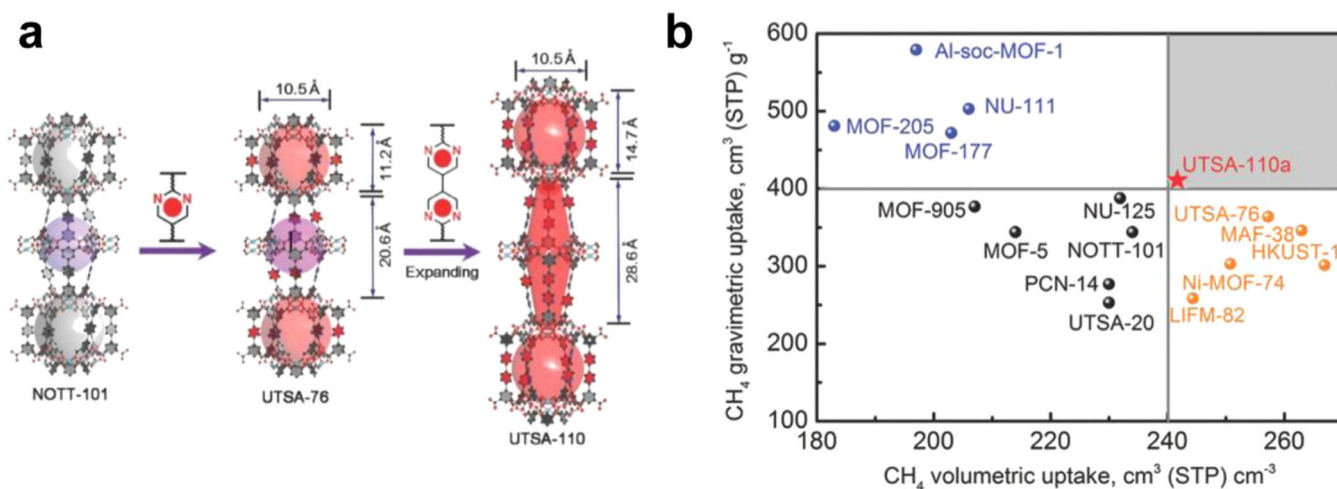 a
10.5 Å
11.2 Å
20.6 Å
N
N
NOTT-101
UTSA-76
N
N
N
N
Expanding
10.5 Å
14.7 Å
28.6 Å
UTSA-110
b
CH₄ gravimetric uptake, cm³ (STP) g⁻¹
600
500
400
300
200
100
Al-soc-MOF-1
NU-111
MOF-205
MOF-177
UTSA-110a
MOF-905
NU-125
MOF-5
NOTT-101
PCN-14
UTSA-20
UTSA-76
MAF-38
HKUST-1
Ni-MOF-74
LIFM-82
180
200
220
240
260
CH₄ volumetric uptake, cm³ (STP) cm⁻³